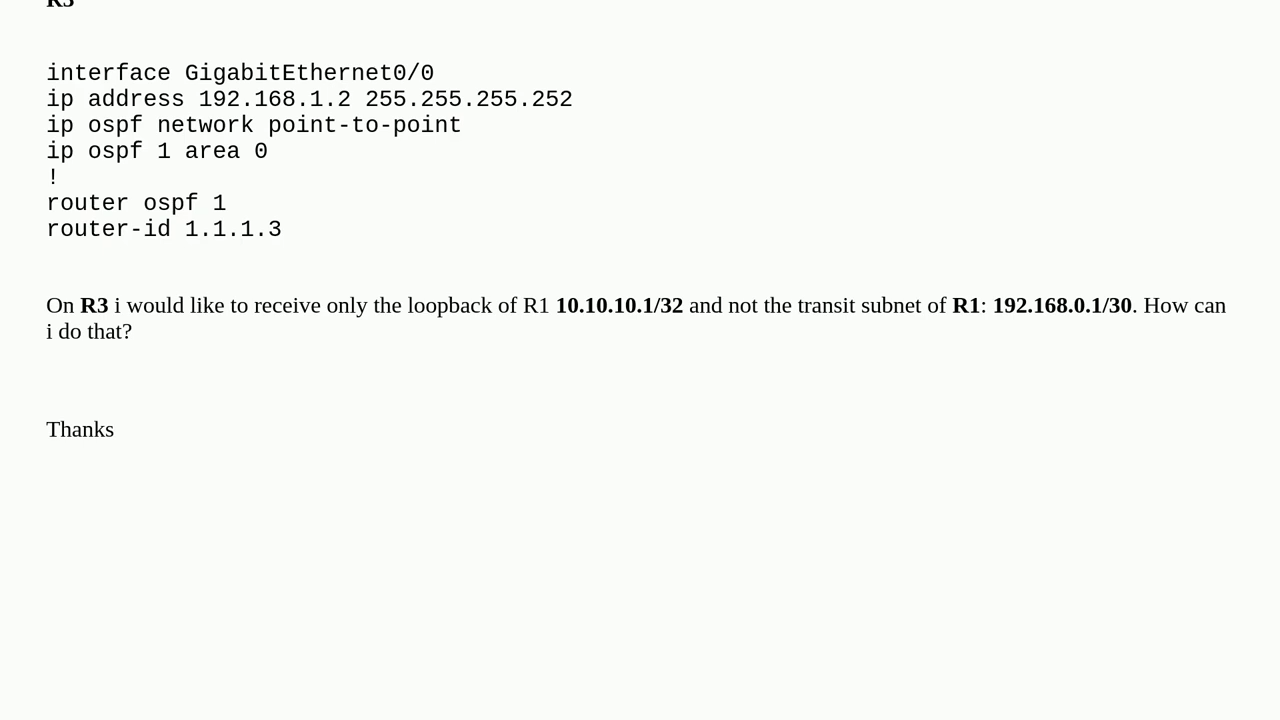 R3
interface GigabitEthernet0/0
ip address 192.168.1.2 255.255.255.252
ip ospf network point-to-point
ip ospf 1 area 0
!
router ospf 1
router-id 1.1.1.3
On R3 i would like to receive only the loopback of R1 10.10.10.1/32 and not the transit subnet of R1: 192.168.0.1/30. How can
i do that?
Thanks